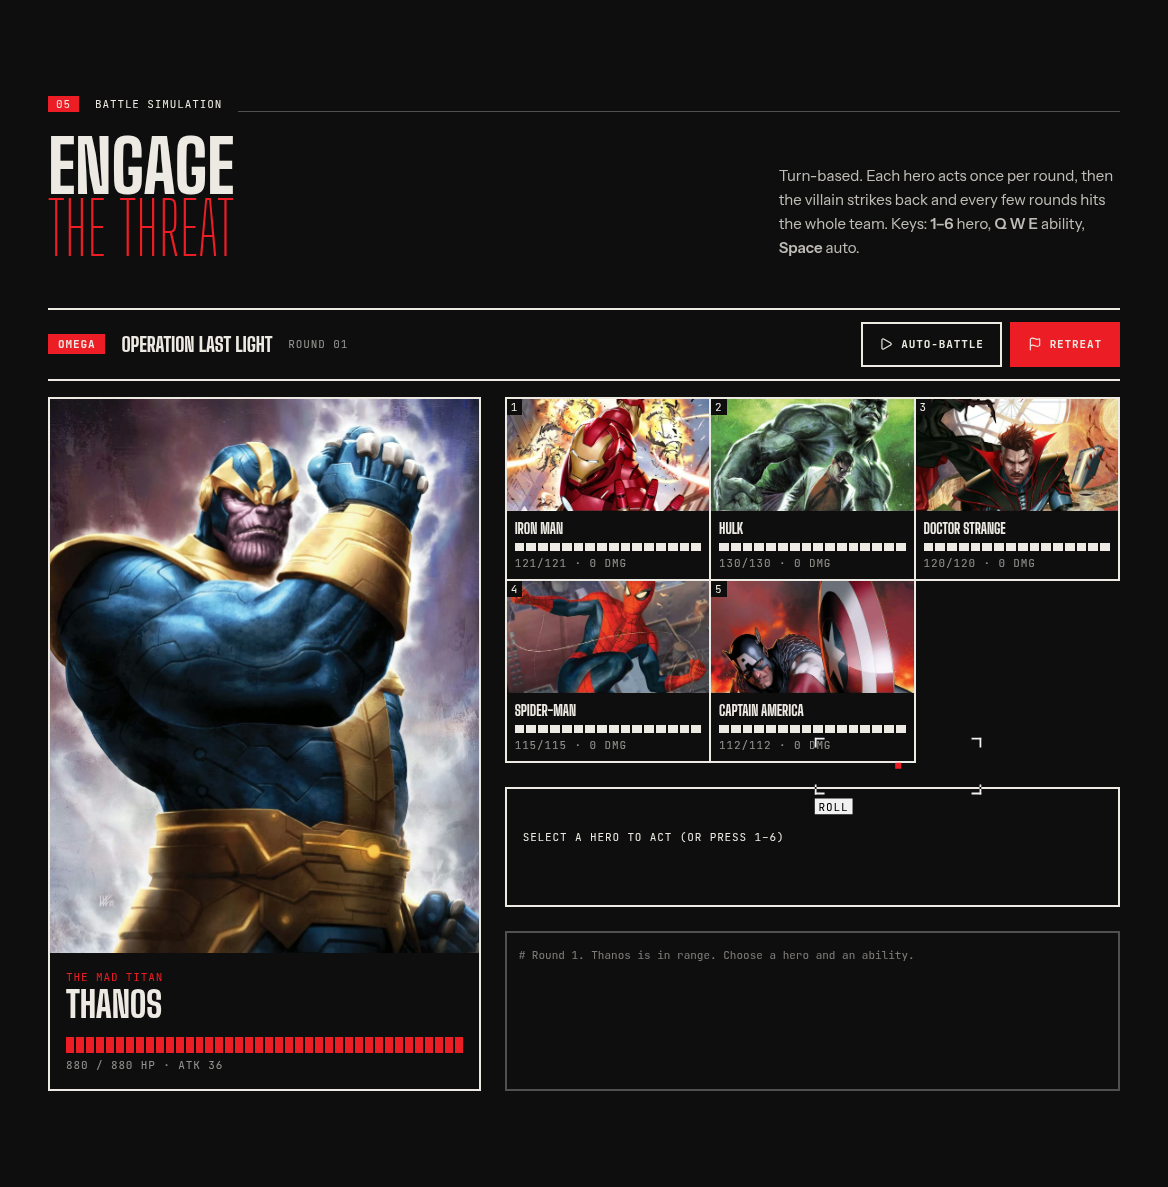 05 BATTLE SIMULATION
ENGAGE
THE THREAT
Turn-based. Each hero acts once per round, then
the villain strikes back and every few rounds hits
the whole team. Keys: 1–6 hero, Q W E ability,
Space auto.
OMEGA OPERATION LAST LIGHT ROUND 01
AUTO-BATTLE
RETREAT
1
IRON MAN
121/121 · 0 DMG
2
HULK
130/130 · 0 DMG
3
DOCTOR STRANGE
120/120 · 0 DMG
4
SPIDER-MAN
115/115 · 0 DMG
5
CAPTAIN AMERICA
112/112 · 0 DMG
ROLL
SELECT A HERO TO ACT (OR PRESS 1–6)
# Round 1. Thanos is in range. Choose a hero and an ability.
THE MAD TITAN
THANOS
880 / 880 HP · ATK 36